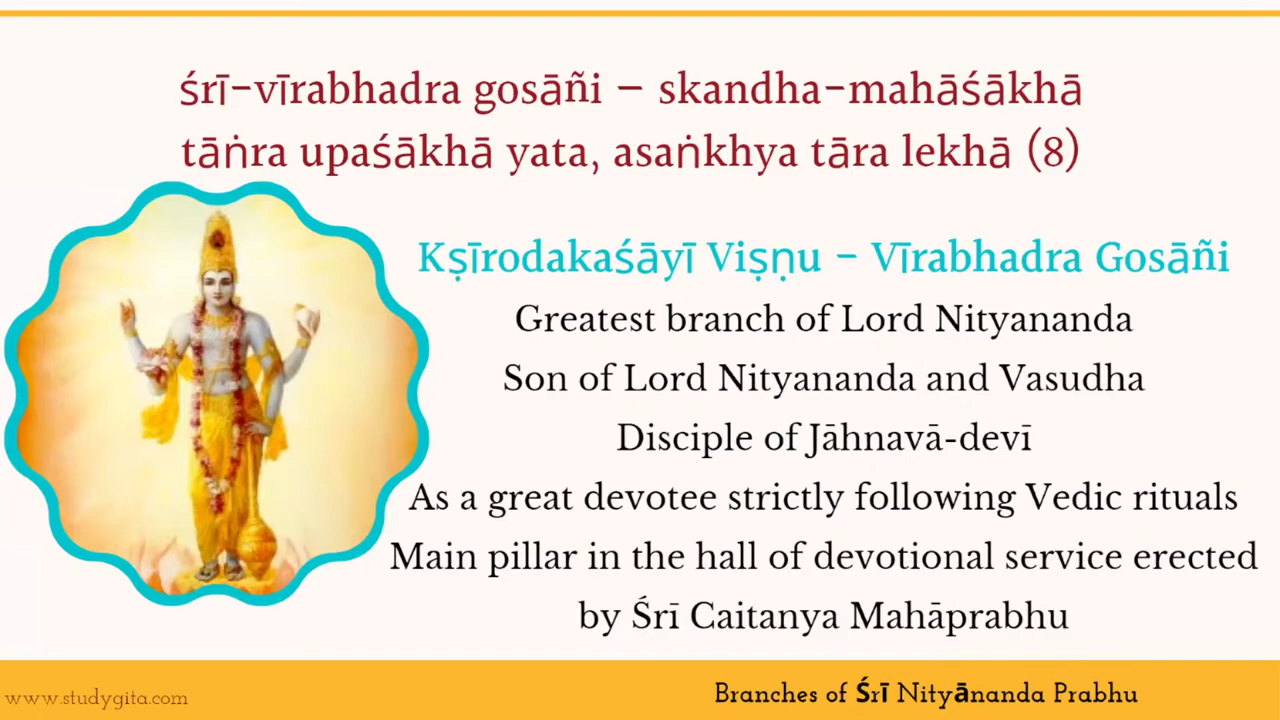 śrī-vīrabhadra gosāñi – skandha-mahāśākhā
tāṅra upaśākhā yata, asaṅkhya tāra lekhā (8)
Kṣīrodakaśāyī Viṣṇu - Vīrabhadra Gosāñi
Greatest branch of Lord Nityananda
Son of Lord Nityananda and Vasudha
Disciple of Jāhnavā-devī
As a great devotee strictly following Vedic rituals
Main pillar in the hall of devotional service erected
by Śrī Caitanya Mahāprabhu
www.studygita.com
Branches of Śrī Nityānanda Prabhu